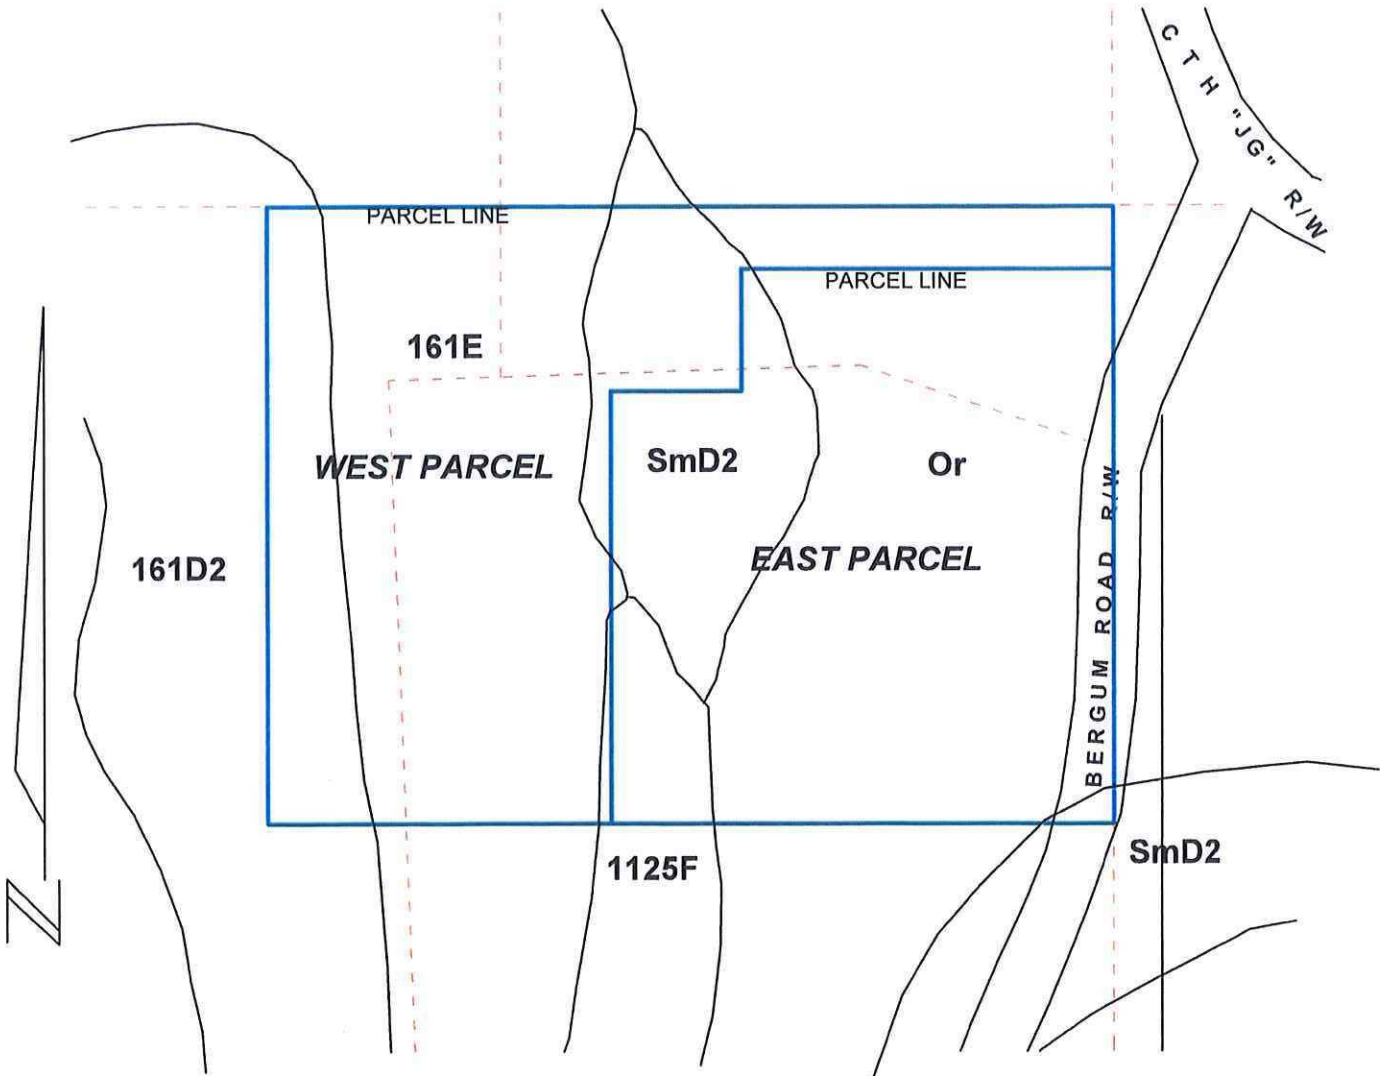 C T H "JG" R/W
PARCEL LINE
PARCEL LINE
161E
WEST PARCEL
SmD2
Or
161D2
EAST PARCEL
BERGUM ROAD R/W
1125F
SmD2
N